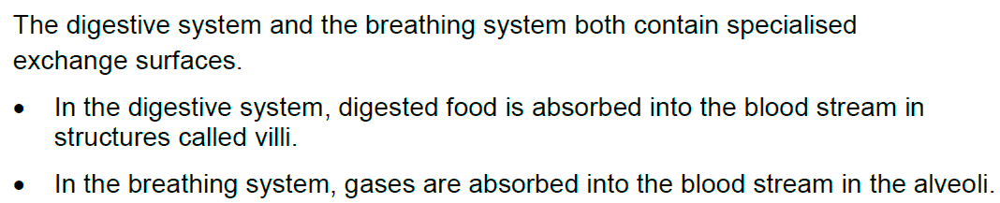 The digestive system and the breathing system both contain specialised
exchange surfaces.
• In the digestive system, digested food is absorbed into the blood stream in
structures called villi.
• In the breathing system, gases are absorbed into the blood stream in the alveoli.